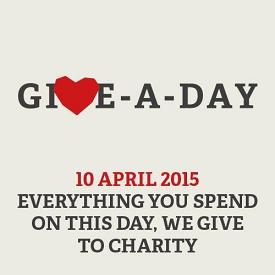 GIVE-A-DAY
10 APRIL 2015
EVERYTHING YOU SPEND
ON THIS DAY, WE GIVE
TO CHARITY